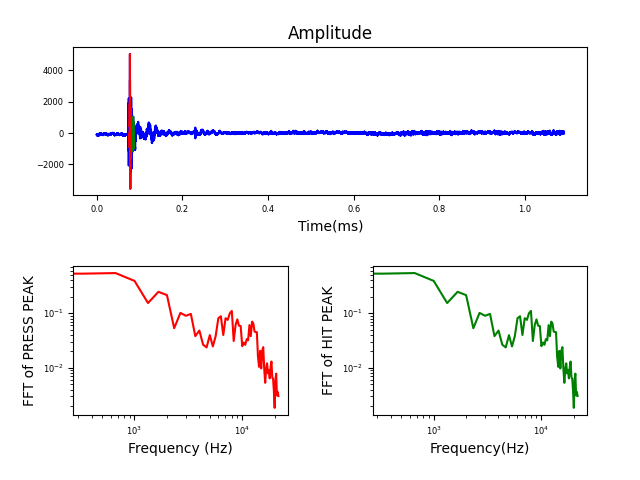 Amplitude
4000
2000
0
−2000
0.0 0.2 0.4 0.6 0.8 1.0
Time(ms)
FFT of PRESS PEAK
10⁻¹
10⁻²
10³ 10⁴
Frequency (Hz)
FFT of HIT PEAK
10⁻¹
10⁻²
10³ 10⁴
Frequency(Hz)